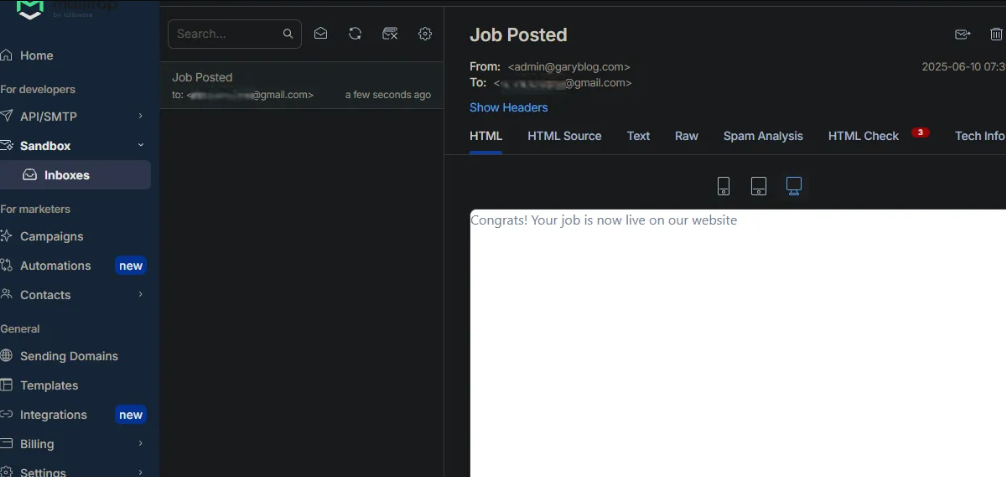 Home
For developers
API/SMTP
Sandbox
Inboxes
For marketers
Campaigns
Automations new
Contacts
General
Sending Domains
Templates
Integrations new
Billing
Settings
Search...
Job Posted
to: < @gmail.com> a few seconds ago
Job Posted
From: <admin@garyblog.com> 2025-06-10 07:3
To: < @gmail.com>
Show Headers
HTML HTML Source Text Raw Spam Analysis HTML Check 3 Tech Info
Congrats! Your job is now live on our website